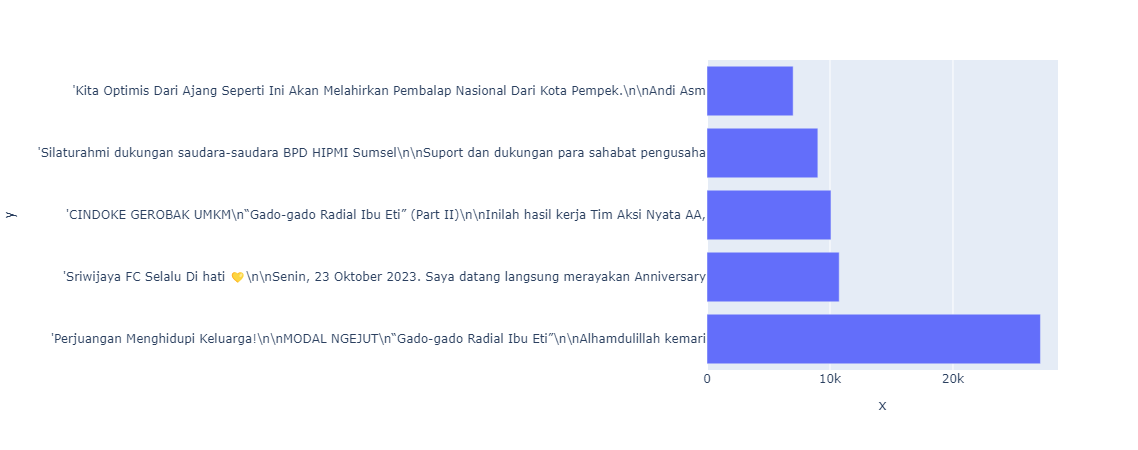 'Kita Optimis Dari Ajang Seperti Ini Akan Melahirkan Pembalap Nasional Dari Kota Pempek.\n\nAndi Asm
'Silaturahmi dukungan saudara-saudara BPD HIPMI Sumsel\n\nSuport dan dukungan para sahabat pengusaha
'CINDOKE GEROBAK UMKM\n“Gado-gado Radial Ibu Eti” (Part II)\n\nInilah hasil kerja Tim Aksi Nyata AA,
'Sriwijaya FC Selalu Di hati 💛\n\nSenin, 23 Oktober 2023. Saya datang langsung merayakan Anniversary
'Perjuangan Menghidupi Keluarga!\n\nMODAL NGEJUT\n“Gado-gado Radial Ibu Eti”\n\nAlhamdulillah kemari
y
0 10k 20k
x